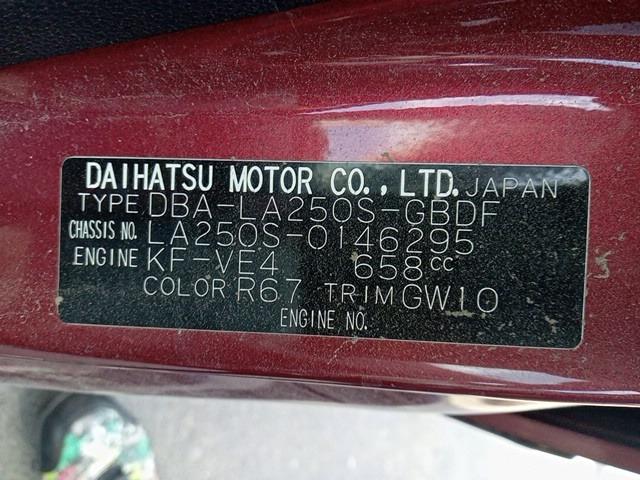 DAIHATSU MOTOR CO., LTD. JAPAN
TYPE DBA-LA250S-GBDF
CHASSIS NO. LA250S-0146295
ENGINE KF-VE4 658cc
COLOR R67 TRIM GW10
ENGINE NO.